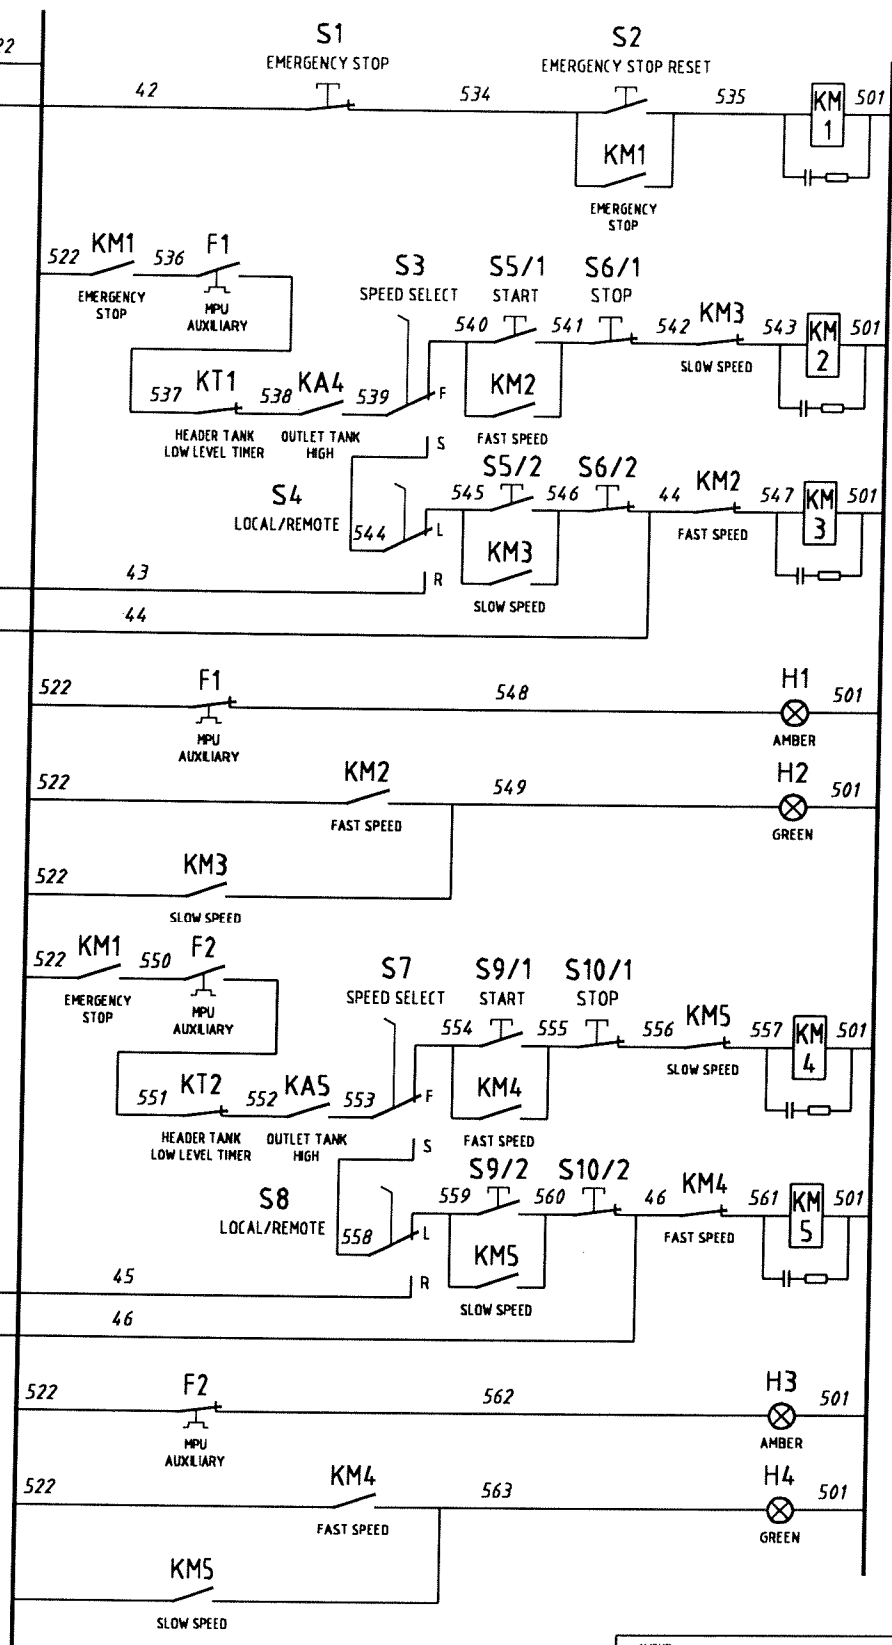 22
S1
EMERGENCY STOP
S2
EMERGENCY STOP RESET
42
534
535
KM
1
501
KM1
EMERGENCY
STOP
522
KM1
EMERGENCY
STOP
536
F1
MPU
AUXILIARY
S3
SPEED SELECT
S5/1
START
S6/1
STOP
540
541
542
KM3
SLOW SPEED
543
KM
2
501
537
KT1
HEADER TANK
LOW LEVEL TIMER
538
KA4
OUTLET TANK
HIGH
539
F
S
KM2
FAST SPEED
S4
LOCAL/REMOTE
544
L
R
545
S5/2
546
S6/2
44
KM2
FAST SPEED
547
KM
3
501
KM3
SLOW SPEED
43
44
522
F1
MPU
AUXILIARY
548
H1
AMBER
501
522
KM2
FAST SPEED
549
H2
GREEN
501
522
KM3
SLOW SPEED
522
KM1
EMERGENCY
STOP
550
F2
MPU
AUXILIARY
S7
SPEED SELECT
S9/1
START
S10/1
STOP
554
555
556
KM5
SLOW SPEED
557
KM
4
501
551
KT2
HEADER TANK
LOW LEVEL TIMER
552
KA5
OUTLET TANK
HIGH
553
F
S
KM4
FAST SPEED
S8
LOCAL/REMOTE
558
L
R
559
S9/2
560
S10/2
46
KM4
FAST SPEED
561
KM
5
501
KM5
SLOW SPEED
45
46
522
F2
MPU
AUXILIARY
562
H3
AMBER
501
522
KM4
FAST SPEED
563
H4
GREEN
501
KM5
SLOW SPEED